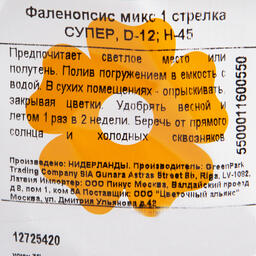 Фаленопсис микс 1 стрелка
СУПЕР, D-12; H-45
Предпочитает светлое место или
полутень. Полив погружением в емкость с
водой. В сухих помещениях - опрыскивать,
закрывая цветки. Удобрять весной и
летом 1 раз в 2 недели. Беречь от прямого
солнца и холодных сквозняков
5500011600550
Произведено: НИДЕРЛАНДЫ. Произведитель: GreenPark
Trading Company SIA Gunara Astras Street 8b, Riga, LV-1082,
Латвия Импортер: ООО Пинус Москва, Валдайский проезд
д 8, пом 1, ком 5А Поставщик: ООО "Цветочный альянс"
Москва, ул. Дмитрия Ульянова д.42
12725420